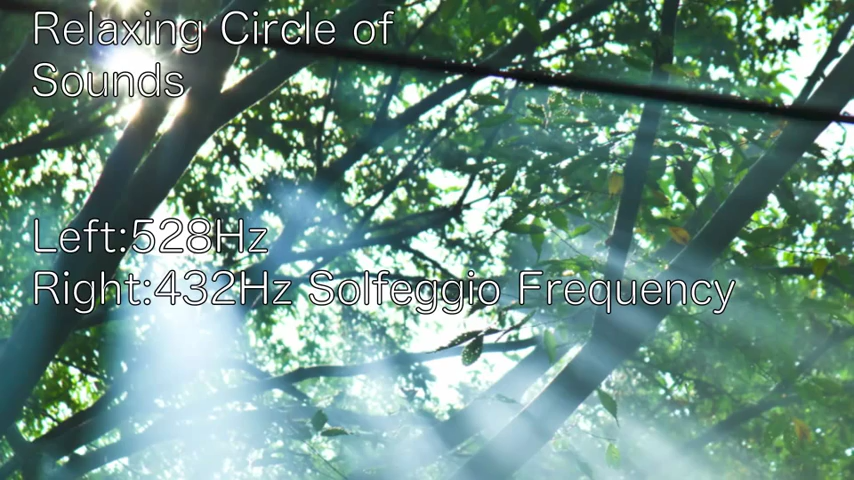 Relaxing Circle of
Sounds
Left:528Hz
Right:432Hz Solfeggio Frequency